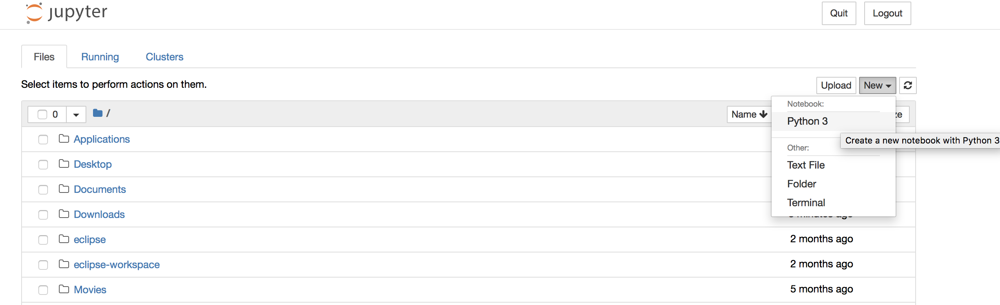 jupyter
Quit Logout
Files Running Clusters
Select items to perform actions on them.
Upload New
Notebook:
0 / Name
Python 3
Create a new notebook with Python 3
Applications
Other:
Desktop
Text File
Documents
Folder
Downloads
Terminal
eclipse 2 months ago
eclipse-workspace 2 months ago
Movies 5 months ago